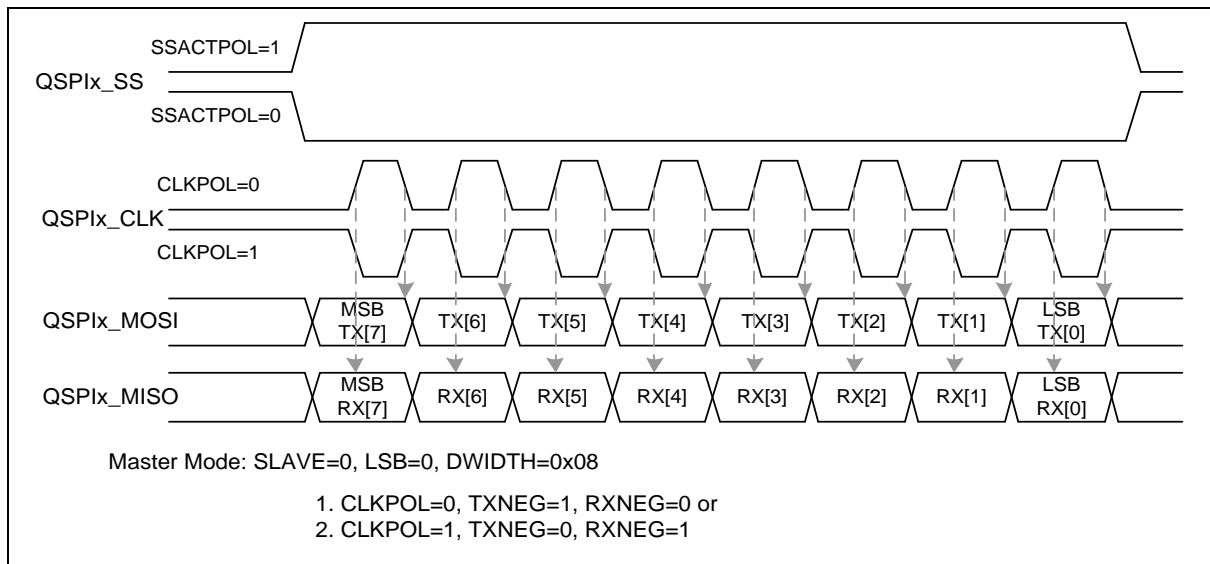 SSACTPOL=1
QSPIx_SS
SSACTPOL=0
CLKPOL=0
QSPIx_CLK
CLKPOL=1
QSPIx_MOSI
MSB TX[7] TX[6] TX[5] TX[4] TX[3] TX[2] TX[1] LSB TX[0]
QSPIx_MISO
MSB RX[7] RX[6] RX[5] RX[4] RX[3] RX[2] RX[1] LSB RX[0]
Master Mode: SLAVE=0, LSB=0, DWIDTH=0x08
1. CLKPOL=0, TXNEG=1, RXNEG=0 or
2. CLKPOL=1, TXNEG=0, RXNEG=1